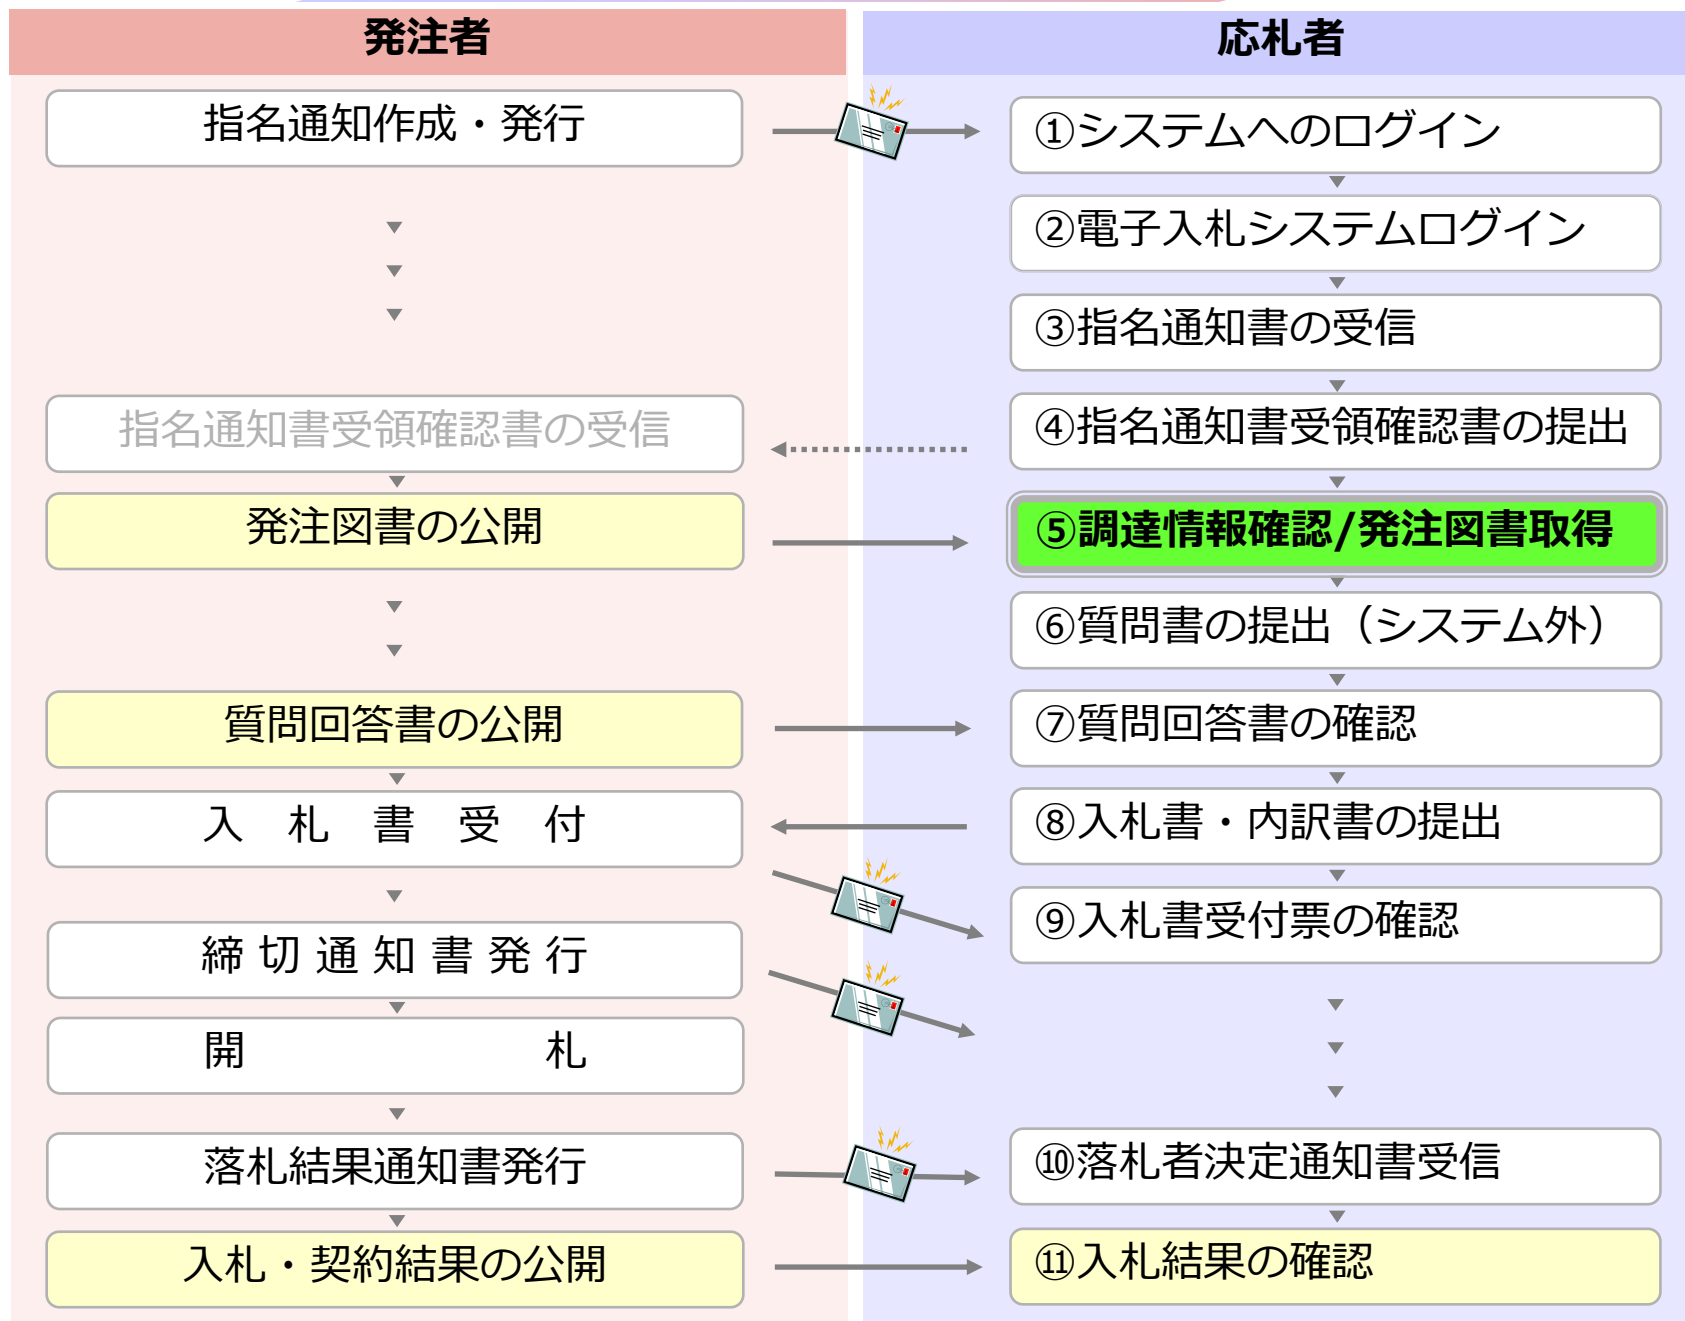 発注者
指名通知作成・発行
指名通知書受領確認書の受信
発注図書の公開
質問回答書の公開
入　札　書　受　付
締 切 通 知 書 発 行
開　　　　　　　札
落札結果通知書発行
入札・契約結果の公開
応札者
①システムへのログイン
②電子入札システムログイン
③指名通知書の受信
④指名通知書受領確認書の提出
⑤調達情報確認/発注図書取得
⑥質問書の提出（システム外）
⑦質問回答書の確認
⑧入札書・内訳書の提出
⑨入札書受付票の確認
⑩落札者決定通知書受信
⑪入札結果の確認